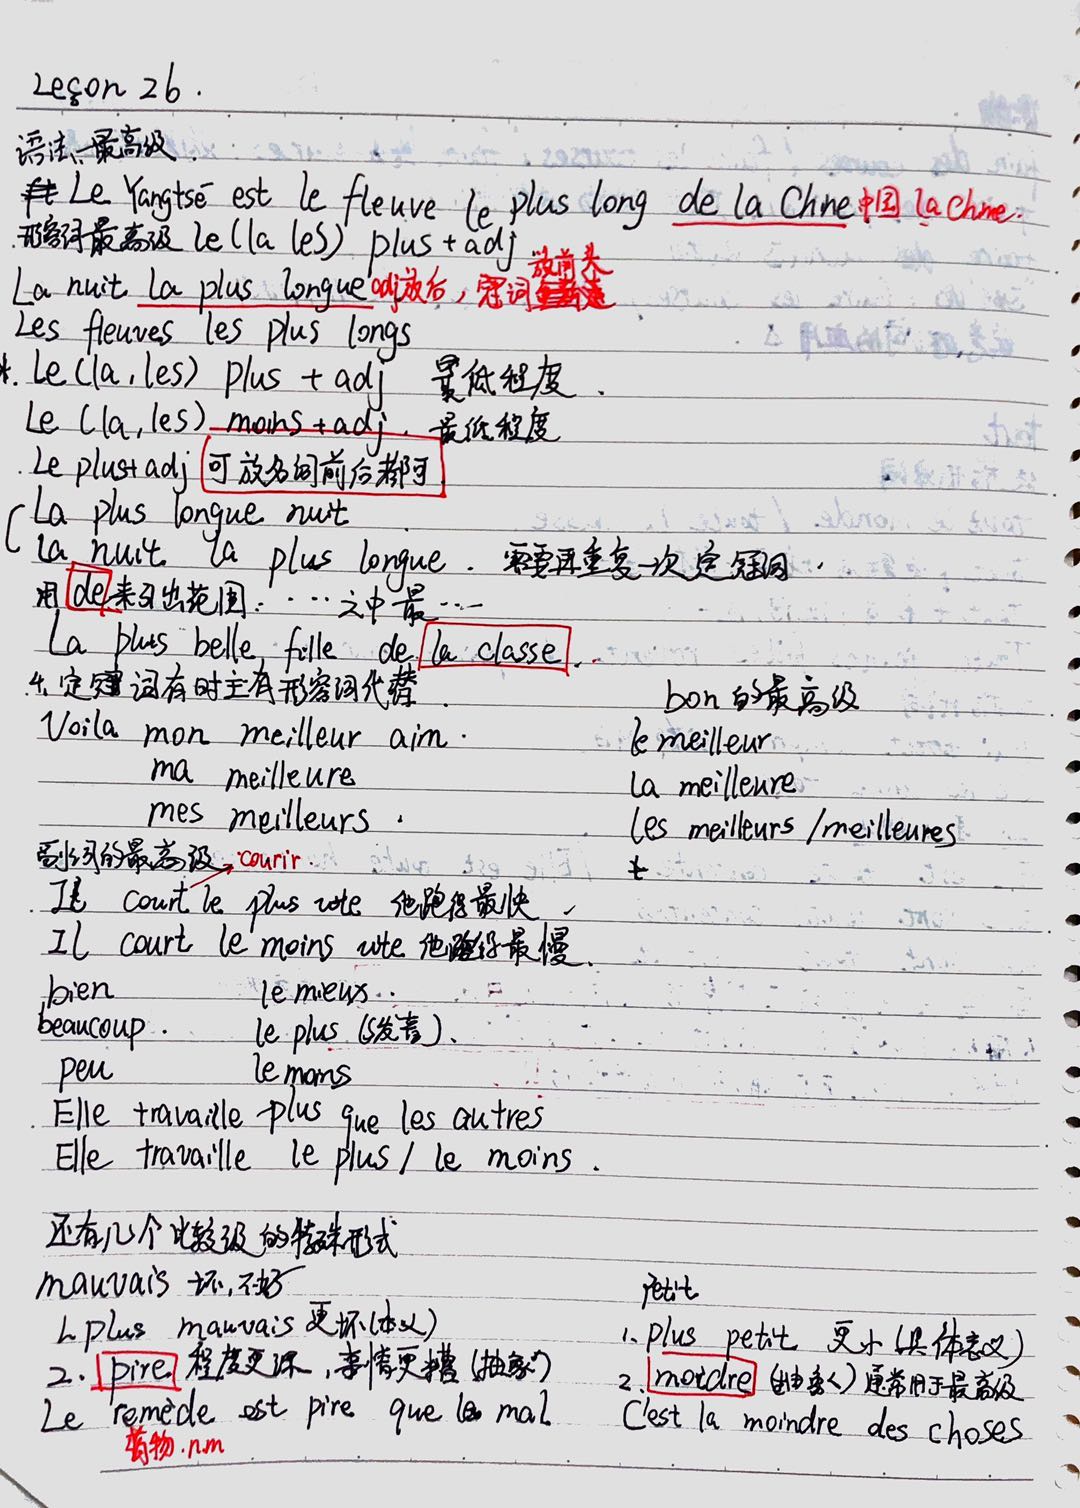 Leçon 26.
语法、最高级.
Le Yangtsé est le fleuve le plus long de la Chine 中国 la Chine.
形容词最高级 le (la les) plus + adj
La nuit la plus longue adj放后，冠词放前头
Les fleuves les plus longs
*. Le (la, les) plus + adj 最低程度.
Le (la, les) moins + adj. 最低程度
Le plus + adj 可放名词前后都可
La plus longue nuit
La nuit la plus longue. 需要再重复一次定冠词.
用 de 来引出范围. ……之中最……
La plus belle fille de la classe.
4. 定冠词有时主有形容词代替.
Voila mon meilleur aim.
ma meilleure
mes meilleurs.
bon 的最高级
le meilleur
La meilleure
Les meilleurs / meilleures
副词的最高级 courir.
Il court le plus vite 他跑得最快
Il court le moins vite 他跑得最慢.
bien le mieux.
beaucoup. le plus (s发音).
peu le moins
Elle travaille plus que les autres
Elle travaille le plus / le moins.
还有几个比较级的特殊形式
mauvais 坏, 不好
1. plus mauvais 更坏 (本义)
2. pire 程度更深, 事情更糟 (抽象)
Le remède est pire que le mal
药物. n.m
petit
1. plus petit 更小 (具体意义)
2. moidre (抽象) 通常用于最高级
C'est la moindre des choses